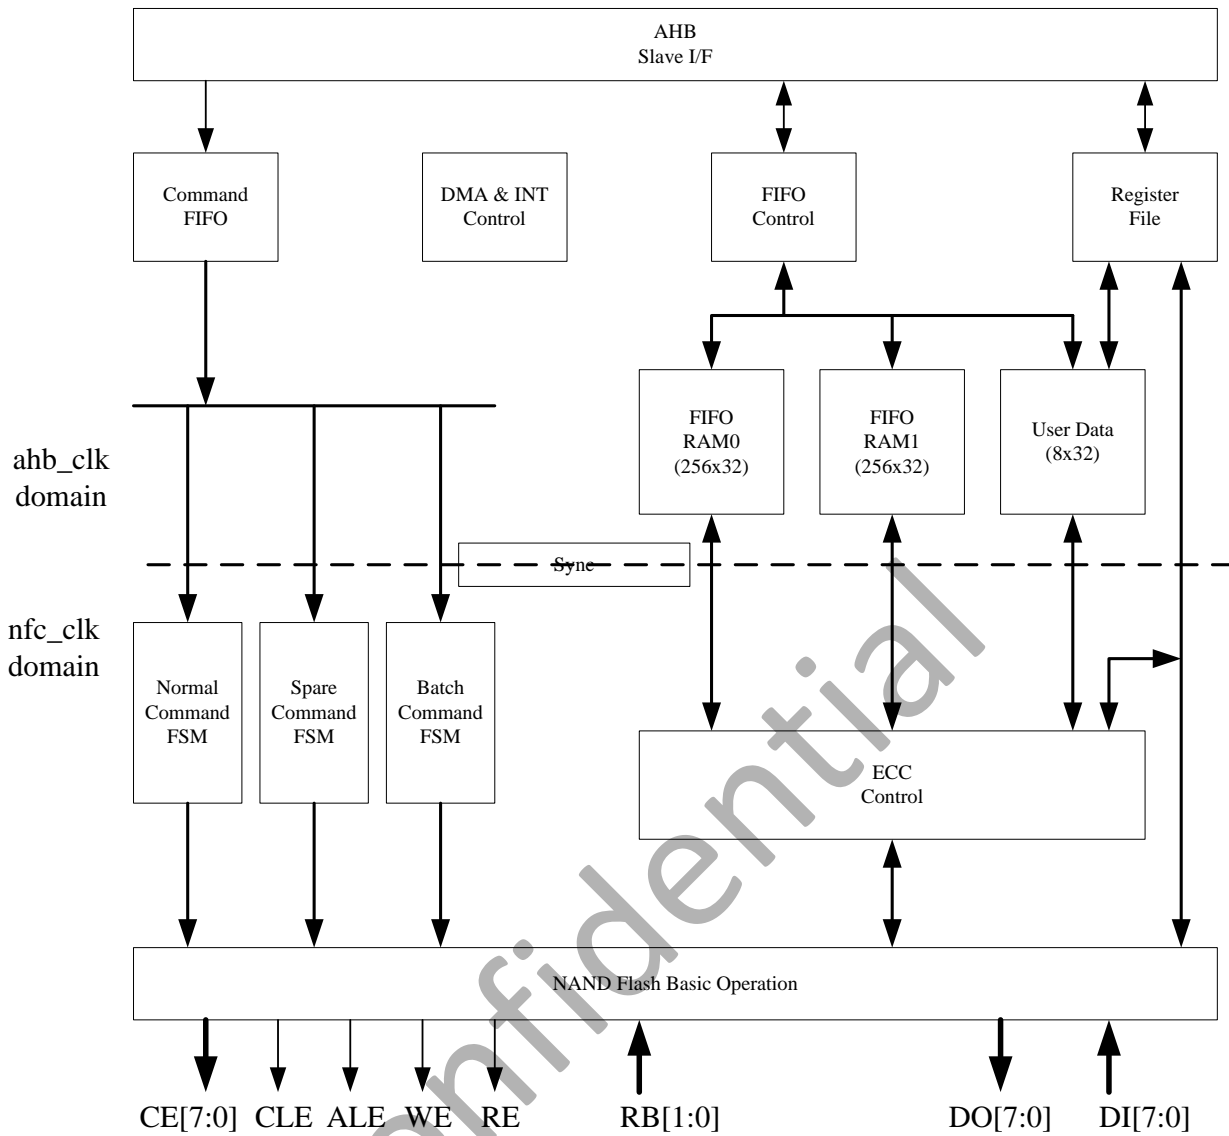 AHB
Slave I/F
Command
FIFO
DMA & INT
Control
FIFO
Control
Register
File
FIFO
RAM0
(256x32)
FIFO
RAM1
(256x32)
User Data
(8x32)
ahb_clk
domain
Sync
nfc_clk
domain
Normal
Command
FSM
Spare
Command
FSM
Batch
Command
FSM
ECC
Control
NAND Flash Basic Operation
CE[7:0] CLE ALE WE RE RB[1:0] DO[7:0] DI[7:0]
nfidential